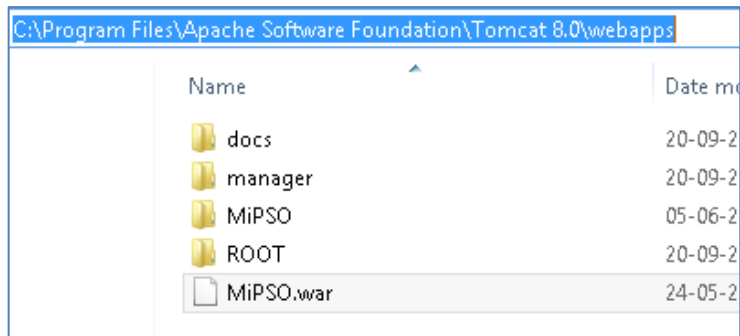 C:\Program Files\Apache Software Foundation\Tomcat 8.0\webapps
Name Date mo
docs 20-09-2
manager 20-09-2
MiPSO 05-06-2
ROOT 20-09-2
MiPSO.war 24-05-2